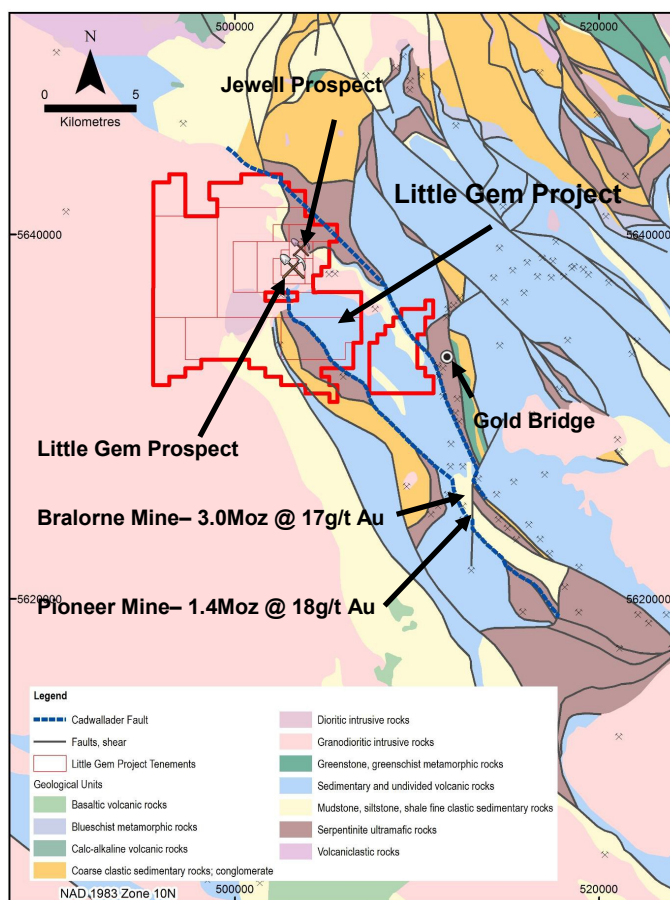 500000
520000
N
0 5
Kilometres
Jewell Prospect
Little Gem Project
5640000
5640000
Little Gem Prospect
Gold Bridge
Bralorne Mine– 3.0Moz @ 17g/t Au
Pioneer Mine– 1.4Moz @ 18g/t Au
5620000
5620000
Legend
Cadwallader Fault
Faults, shear
Little Gem Project Tenements
Geological Units
Basaltic volcanic rocks
Blueschist metamorphic rocks
Calc-alkaline volcanic rocks
Coarse clastic sedimentary rocks; conglomerate
Dioritic intrusive rocks
Granodioritic intrusive rocks
Greenstone, greenschist metamorphic rocks
Sedimentary and undivided volcanic rocks
Mudstone, siltstone, shale fine clastic sedimentary rocks
Serpentinite ultramafic rocks
Volcaniclastic rocks
NAD 1983 Zone 10N
500000
520000